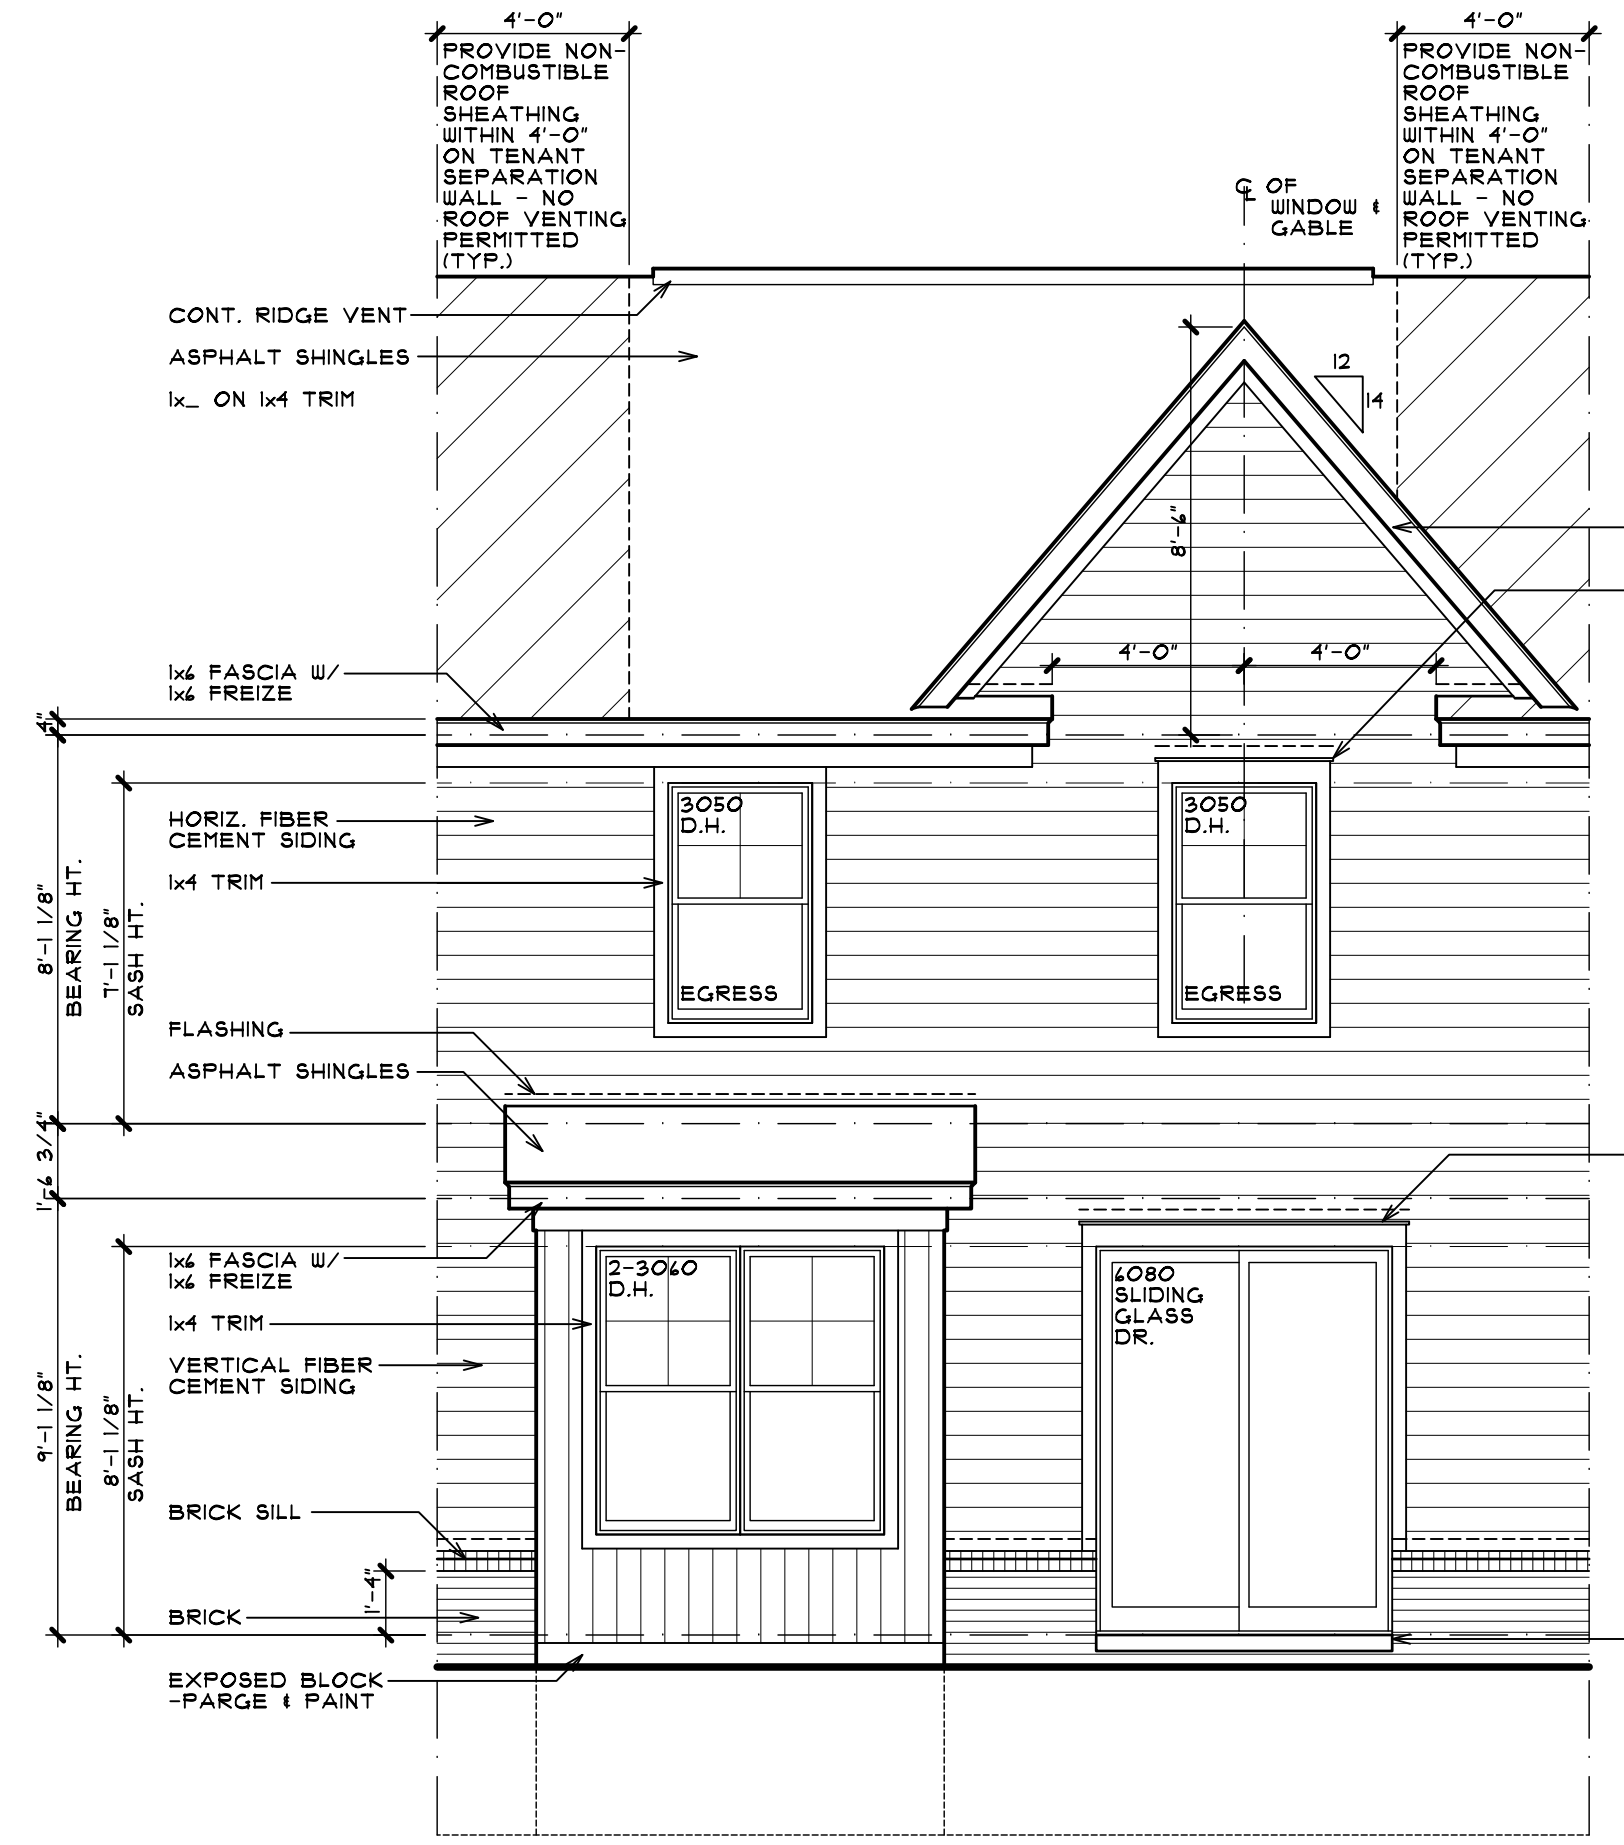 4'-0"
PROVIDE NON-
COMBUSTIBLE
ROOF
SHEATHING
WITHIN 4'-0"
ON TENANT
SEPARATION
WALL - NO
ROOF VENTING
PERMITTED
(TYP.)
4'-0"
PROVIDE NON-
COMBUSTIBLE
ROOF
SHEATHING
WITHIN 4'-0"
ON TENANT
SEPARATION
WALL - NO
ROOF VENTING
PERMITTED
(TYP.)
℄ OF
WINDOW &
GABLE
CONT. RIDGE VENT
ASPHALT SHINGLES
1x_ ON 1x4 TRIM
12
14
8'-6"
4'-0"
4'-0"
1x6 FASCIA W/
1x6 FREIZE
4"
3050
D.H.
EGRESS
3050
D.H.
EGRESS
HORIZ. FIBER
CEMENT SIDING
1x4 TRIM
8'-1 1/8"
BEARING HT.
7'-1 1/8"
SASH HT.
FLASHING
ASPHALT SHINGLES
1'-6 3/4"
1x6 FASCIA W/
1x6 FREIZE
2-3060
D.H.
6080
SLIDING
GLASS
DR.
1x4 TRIM
VERTICAL FIBER
CEMENT SIDING
9'-1 1/8"
BEARING HT.
8'-1 1/8"
SASH HT.
BRICK SILL
1'-4"
BRICK
EXPOSED BLOCK
-PARGE & PAINT